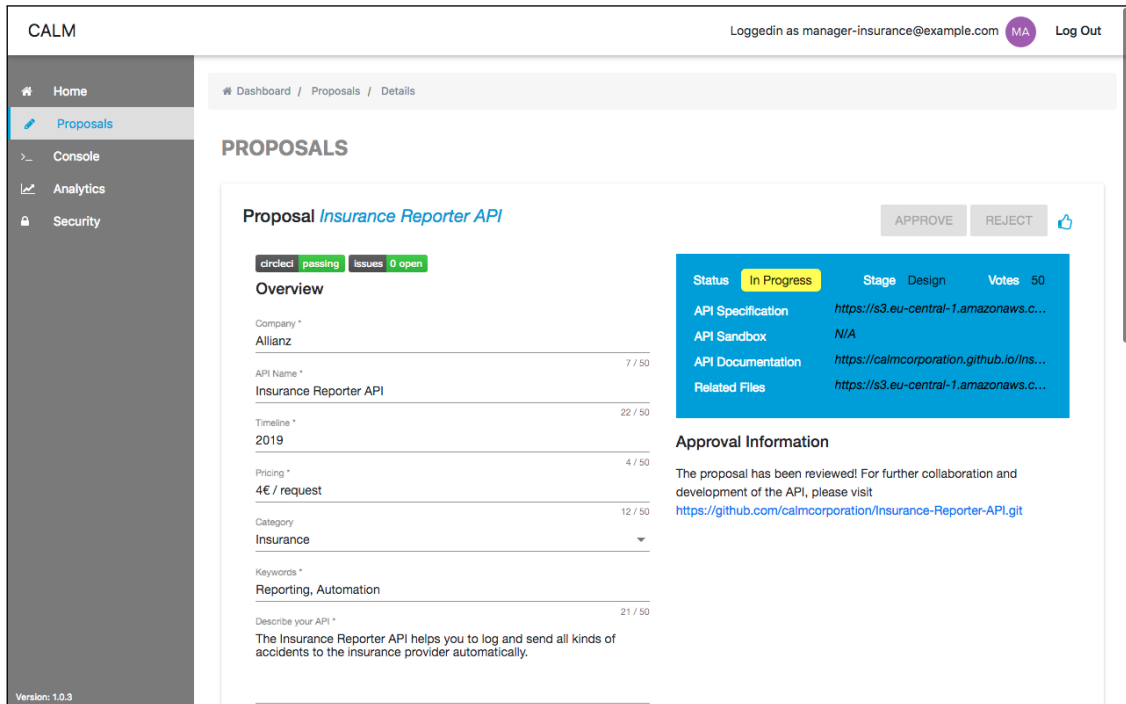 CALM
Loggedin as manager-insurance@example.com MA Log Out
Home
Proposals
Console
Analytics
Security
Dashboard / Proposals / Details
PROPOSALS
Proposal Insurance Reporter API
APPROVE REJECT
circleci passing issues 0 open
Overview
Company *
Allianz
7 / 50
API Name *
Insurance Reporter API
22 / 50
Timeline *
2019
4 / 50
Pricing *
4€ / request
12 / 50
Category
Insurance
Keywords *
Reporting, Automation
21 / 50
Describe your API *
The Insurance Reporter API helps you to log and send all kinds of
accidents to the insurance provider automatically.
Status In Progress Stage Design Votes 50
API Specification https://s3.eu-central-1.amazonaws.c...
API Sandbox N/A
API Documentation https://calmcorporation.github.io/Ins...
Related Files https://s3.eu-central-1.amazonaws.c...
Approval Information
The proposal has been reviewed! For further collaboration and
development of the API, please visit
https://github.com/calmcorporation/Insurance-Reporter-API.git
Version: 1.0.3